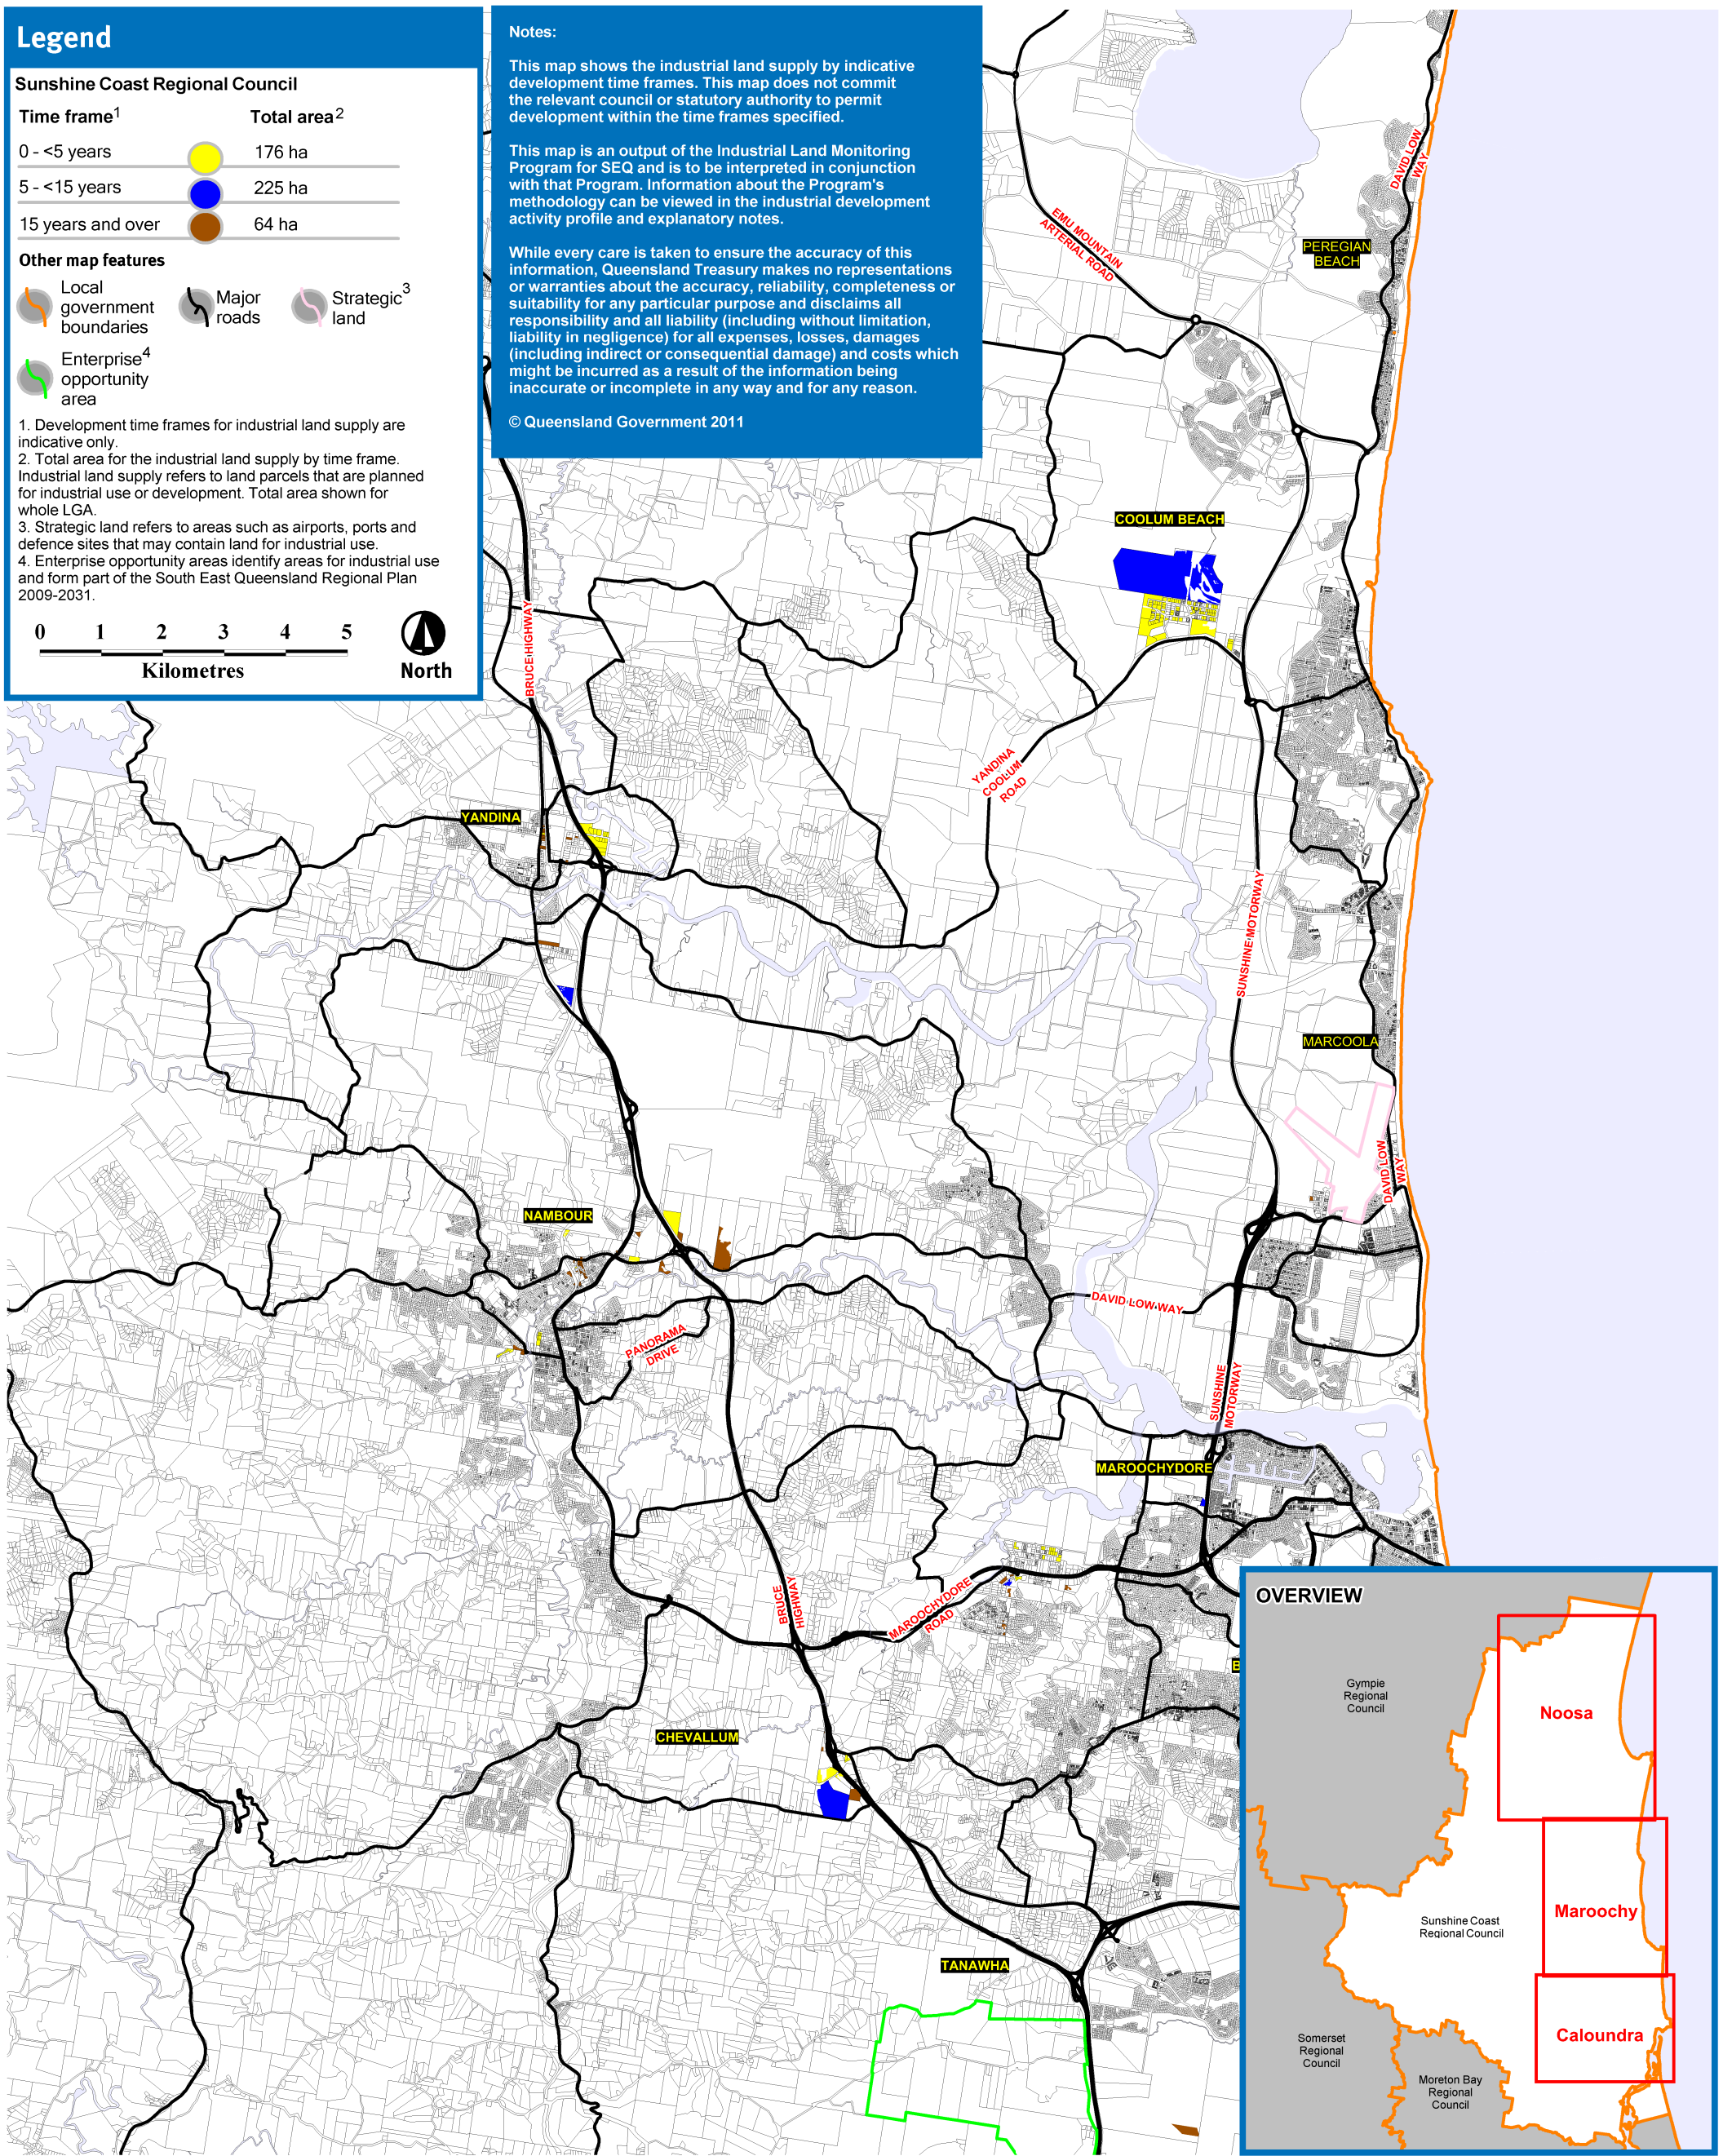 Legend
Sunshine Coast Regional Council
Time frame1 Total area2
0 - <5 years 176 ha
5 - <15 years 225 ha
15 years and over 64 ha
Other map features
Local
government
boundaries
Major
roads
Strategic3
land
Enterprise4
opportunity
area
1. Development time frames for industrial land supply are
indicative only.
2. Total area for the industrial land supply by time frame.
Industrial land supply refers to land parcels that are planned
for industrial use or development. Total area shown for
whole LGA.
3. Strategic land refers to areas such as airports, ports and
defence sites that may contain land for industrial use.
4. Enterprise opportunity areas identify areas for industrial use
and form part of the South East Queensland Regional Plan
2009-2031.
0 1 2 3 4 5
Kilometres
North
Notes:
This map shows the industrial land supply by indicative
development time frames. This map does not commit
the relevant council or statutory authority to permit
development within the time frames specified.
This map is an output of the Industrial Land Monitoring
Program for SEQ and is to be interpreted in conjunction
with that Program. Information about the Program's
methodology can be viewed in the industrial development
activity profile and explanatory notes.
While every care is taken to ensure the accuracy of this
information, Queensland Treasury makes no representations
or warranties about the accuracy, reliability, completeness or
suitability for any particular purpose and disclaims all
responsibility and all liability (including without limitation,
liability in negligence) for all expenses, losses, damages
(including indirect or consequential damage) and costs which
might be incurred as a result of the information being
inaccurate or incomplete in any way and for any reason.
© Queensland Government 2011
DAVID LOW
WAY
EMU MOUNTAIN
ARTERIAL ROAD
PEREGIAN
BEACH
COOLUM BEACH
BRUCE HIGHWAY
YANDINA
COOLUM
ROAD
YANDINA
SUNSHINE MOTORWAY
MARCOOLA
DAVID LOW
WAY
NAMBOUR
DAVID LOW WAY
PANORAMA
DRIVE
SUNSHINE
MOTORWAY
MAROOCHYDORE
BRUCE
HIGHWAY
MAROOCHYDORE
ROAD
B
CHEVALLUM
TANAWHA
OVERVIEW
Gympie
Regional
Council
Noosa
Maroochy
Sunshine Coast
Regional Council
Caloundra
Somerset
Regional
Council
Moreton Bay
Regional
Council